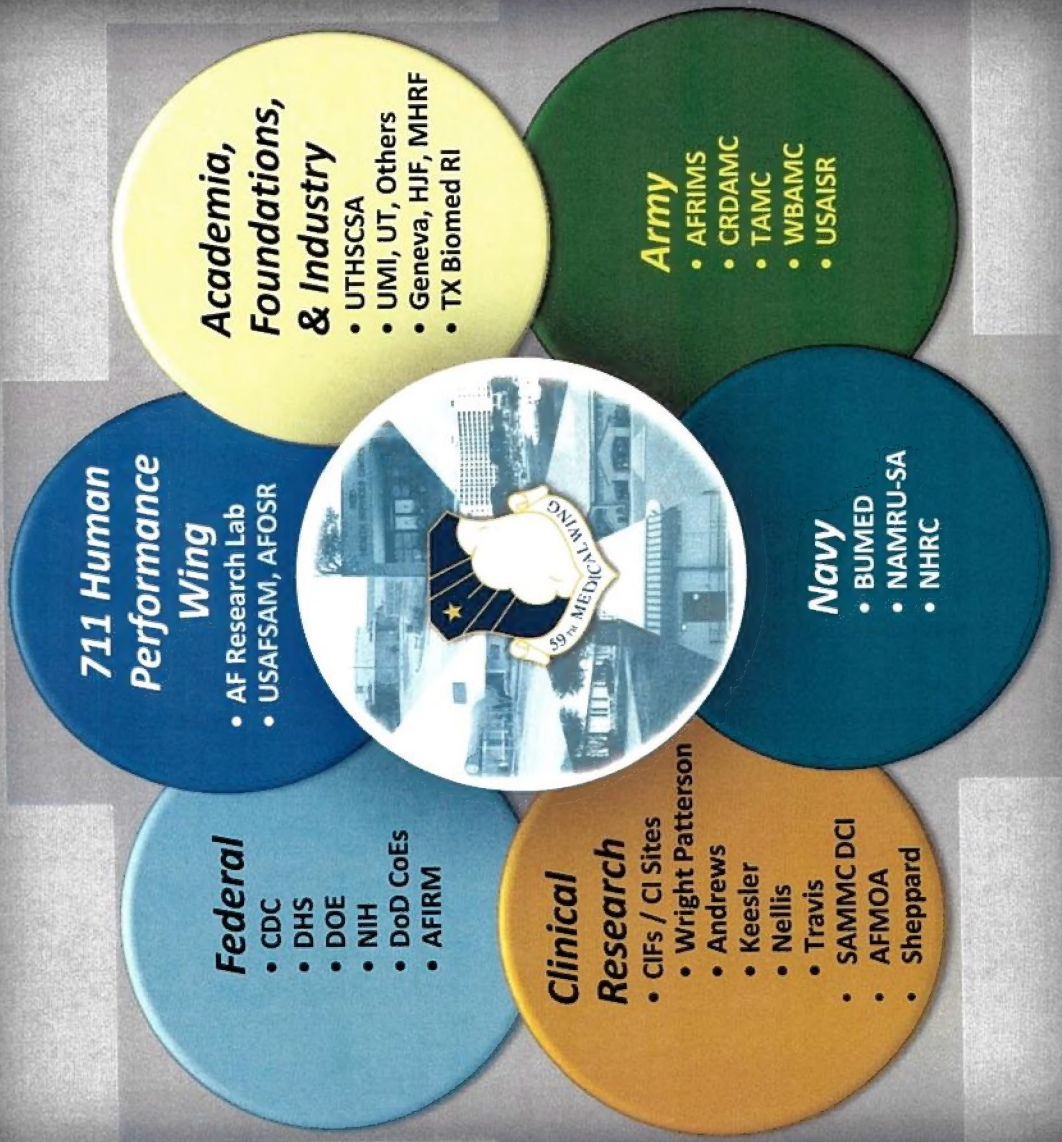 711 Human
Performance
Wing
• AF Research Lab
• USAFSAM, AFOSR
Academia,
Foundations,
& Industry
• UTHSCSA
• UMI, UT, Others
• Geneva, HJF, MHRF
• TX Biomed RI
Army
• AFRIMS
• CRDAMC
• TAMC
• WBAMC
• USAISR
Navy
• BUMED
• NAMRU-SA
• NHRC
Clinical
Research
• CIFs / CI Sites
• Wright Patterson
• Andrews
• Keesler
• Nellis
• Travis
• SAMMC DCI
• AFMOA
• Sheppard
Federal
• CDC
• DHS
• DOE
• NIH
• DoD CoEs
• AFIRM
59TH MEDICAL WING